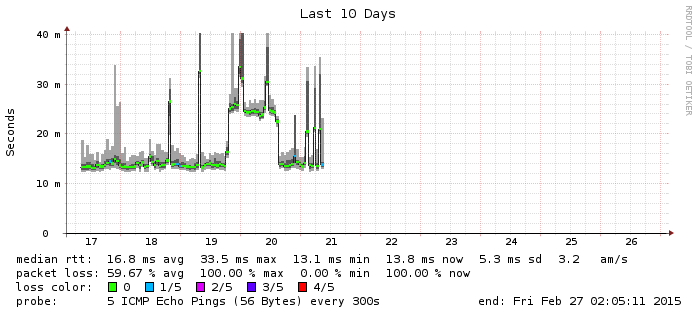 Last 10 Days
RRDTOOL / TOBI OETIKER
Seconds
40 m
30 m
20 m
10 m
0
17 18 19 20 21 22 23 24 25 26
median rtt: 16.8 ms avg 33.5 ms max 13.1 ms min 13.8 ms now 5.3 ms sd 3.2 am/s
packet loss: 59.67 % avg 100.00 % max 0.00 % min 100.00 % now
loss color: 0 1/5 2/5 3/5 4/5
probe: 5 ICMP Echo Pings (56 Bytes) every 300s end: Fri Feb 27 02:05:11 2015